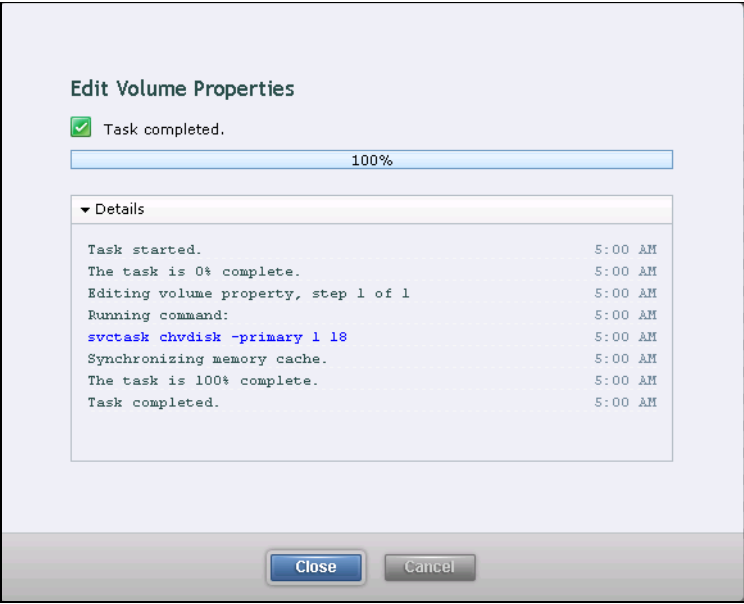 Edit Volume Properties
Task completed.
100%
Details
Task started. 5:00 AM
The task is 0% complete. 5:00 AM
Editing volume property, step 1 of 1 5:00 AM
Running command: 5:00 AM
svctask chvdisk -primary 1 18 5:00 AM
Synchronizing memory cache. 5:00 AM
The task is 100% complete. 5:00 AM
Task completed. 5:00 AM
Close Cancel